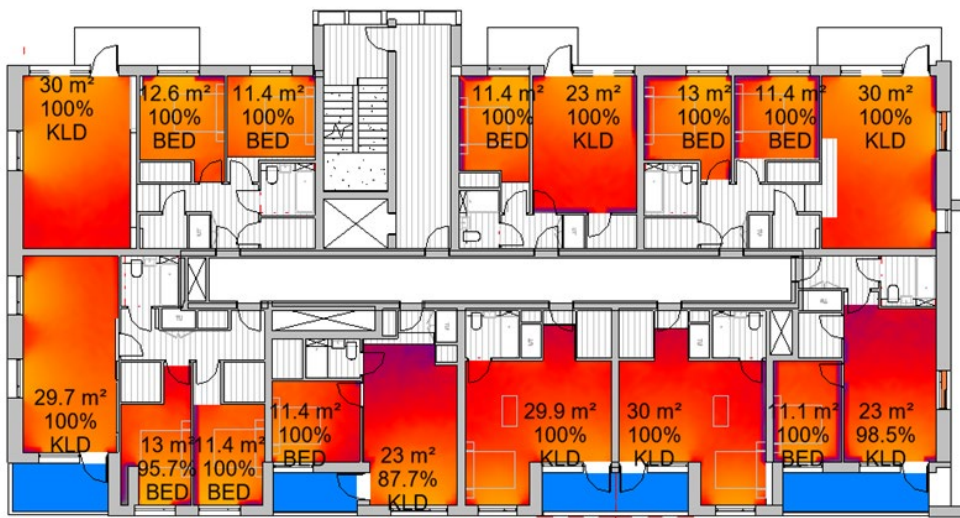 30 m²
100%
KLD
12.6 m²
100%
BED
11.4 m²
100%
BED
11.4 m²
100%
BED
23 m²
100%
KLD
13 m²
100%
BED
11.4 m²
100%
BED
30 m²
100%
KLD
29.7 m²
100%
KLD
13 m²
95.7%
BED
11.4 m²
100%
BED
11.4 m²
100%
BED
23 m²
87.7%
KLD
29.9 m²
100%
KLD
30 m²
100%
KLD
11.1 m²
100%
BED
23 m²
98.5%
KLD